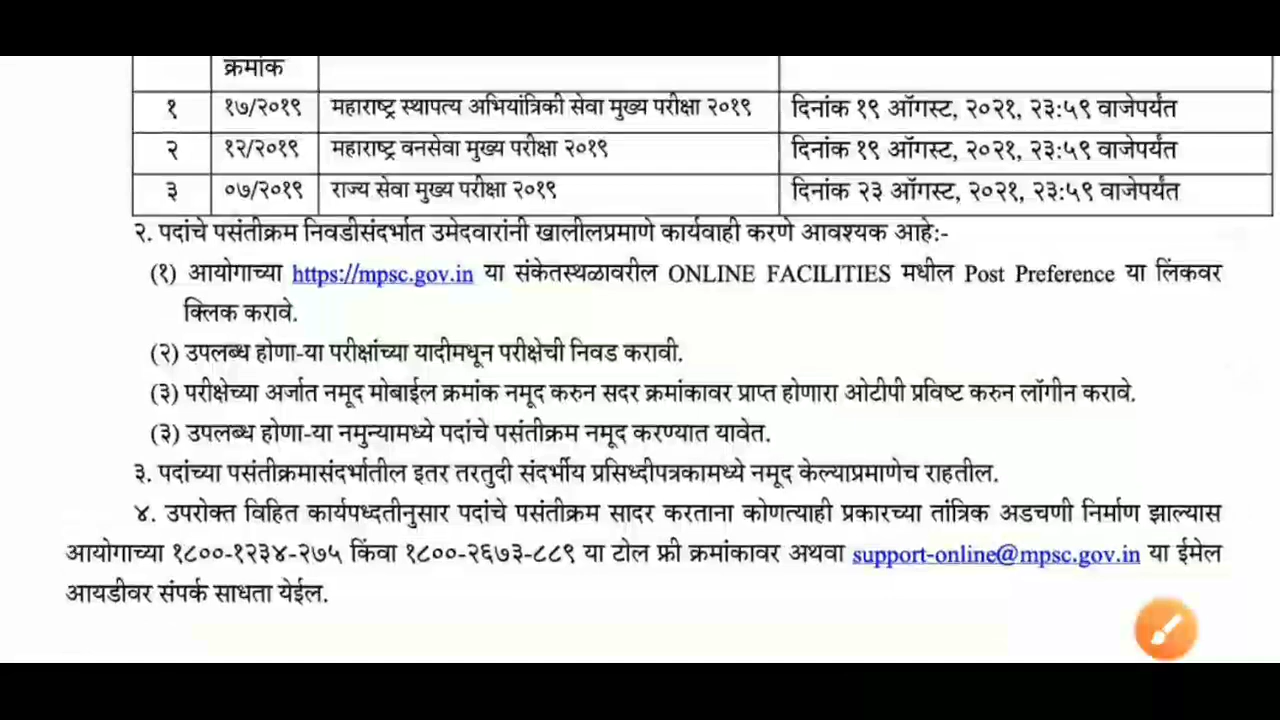 क्रमांक
१ १७/२०१९ महाराष्ट्र स्थापत्य अभियांत्रिकी सेवा मुख्य परीक्षा २०१९ दिनांक १९ ऑगस्ट, २०२१, २३:५९ वाजेपर्यंत
२ १२/२०१९ महाराष्ट्र वनसेवा मुख्य परीक्षा २०१९ दिनांक १९ ऑगस्ट, २०२१, २३:५९ वाजेपर्यंत
३ ०७/२०१९ राज्य सेवा मुख्य परीक्षा २०१९ दिनांक २३ ऑगस्ट, २०२१, २३:५९ वाजेपर्यंत
२. पदांचे पसंतीक्रम निवडीसंदर्भात उमेदवारांनी खालीलप्रमाणे कार्यवाही करणे आवश्यक आहे:-
(१) आयोगाच्या https://mpsc.gov.in या संकेतस्थळावरील ONLINE FACILITIES मधील Post Preference या लिंकवर
क्लिक करावे.
(२) उपलब्ध होणा-या परीक्षांच्या यादीमधून परीक्षेची निवड करावी.
(३) परीक्षेच्या अर्जात नमूद मोबाईल क्रमांक नमूद करुन सदर क्रमांकावर प्राप्त होणारा ओटीपी प्रविष्ट करुन लॉगीन करावे.
(३) उपलब्ध होणा-या नमुन्यामध्ये पदांचे पसंतीक्रम नमूद करण्यात यावेत.
३. पदांच्या पसंतीक्रमासंदर्भातील इतर तरतुदी संदर्भीय प्रसिध्दीपत्रकामध्ये नमूद केल्याप्रमाणेच राहतील.
४. उपरोक्त विहित कार्यपध्दतीनुसार पदांचे पसंतीक्रम सादर करताना कोणत्याही प्रकारच्या तांत्रिक अडचणी निर्माण झाल्यास
आयोगाच्या १८००-१२३४-२७५ किंवा १८००-२६७३-८८९ या टोल फ्री क्रमांकावर अथवा support-online@mpsc.gov.in या ईमेल
आयडीवर संपर्क साधता येईल.